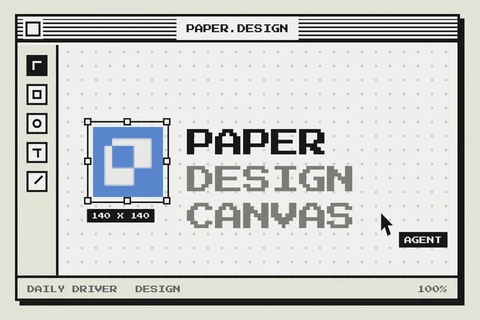 PAPER.DESIGN
T
PAPER
DESIGN
CANVAS
140 X 140
AGENT
DAILY DRIVER DESIGN 100%